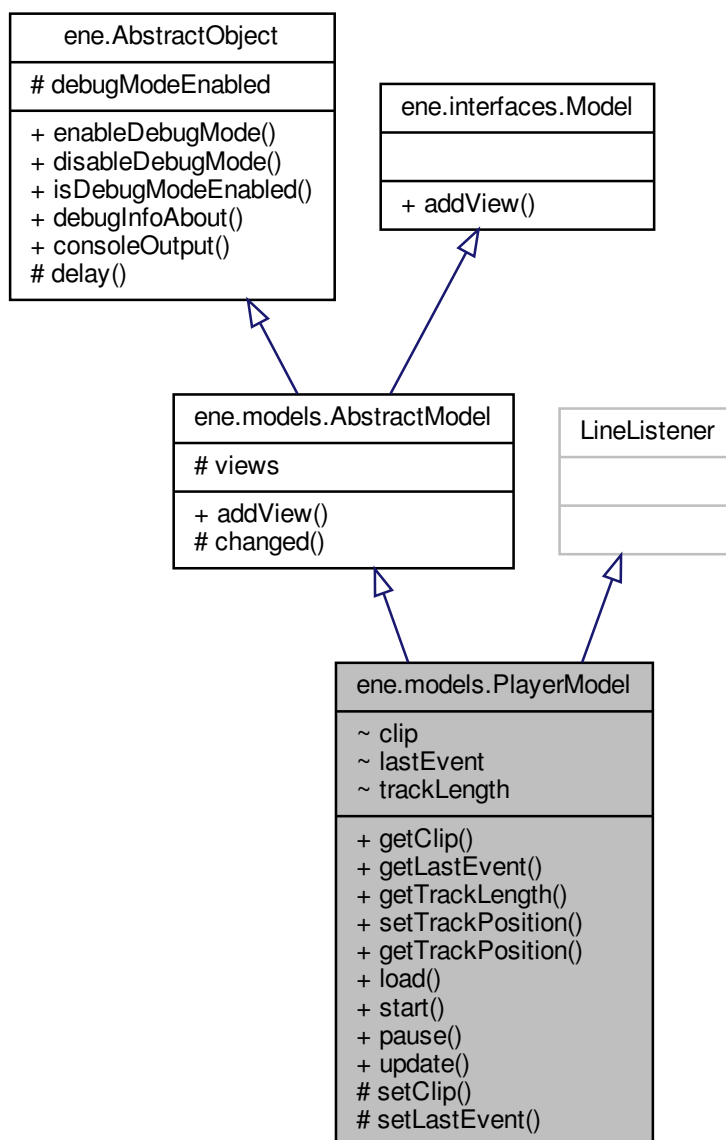 ene.AbstractObject
# debugModeEnabled
+ enableDebugMode()
+ disableDebugMode()
+ isDebugModeEnabled()
+ debugInfoAbout()
+ consoleOutput()
# delay()
ene.interfaces.Model
+ addView()
ene.models.AbstractModel
# views
+ addView()
# changed()
LineListener
ene.models.PlayerModel
~ clip
~ lastEvent
~ trackLength
+ getClip()
+ getLastEvent()
+ getTrackLength()
+ setTrackPosition()
+ getTrackPosition()
+ load()
+ start()
+ pause()
+ update()
# setClip()
# setLastEvent()